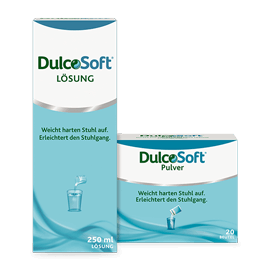 DulcoSoft®
LÖSUNG
Weicht harten Stuhl auf.
Erleichtert den Stuhlgang.
250 ml
LÖSUNG
DulcoSoft®
Pulver
Weicht harten Stuhl auf.
Erleichtert den Stuhlgang.
20
BEUTEL